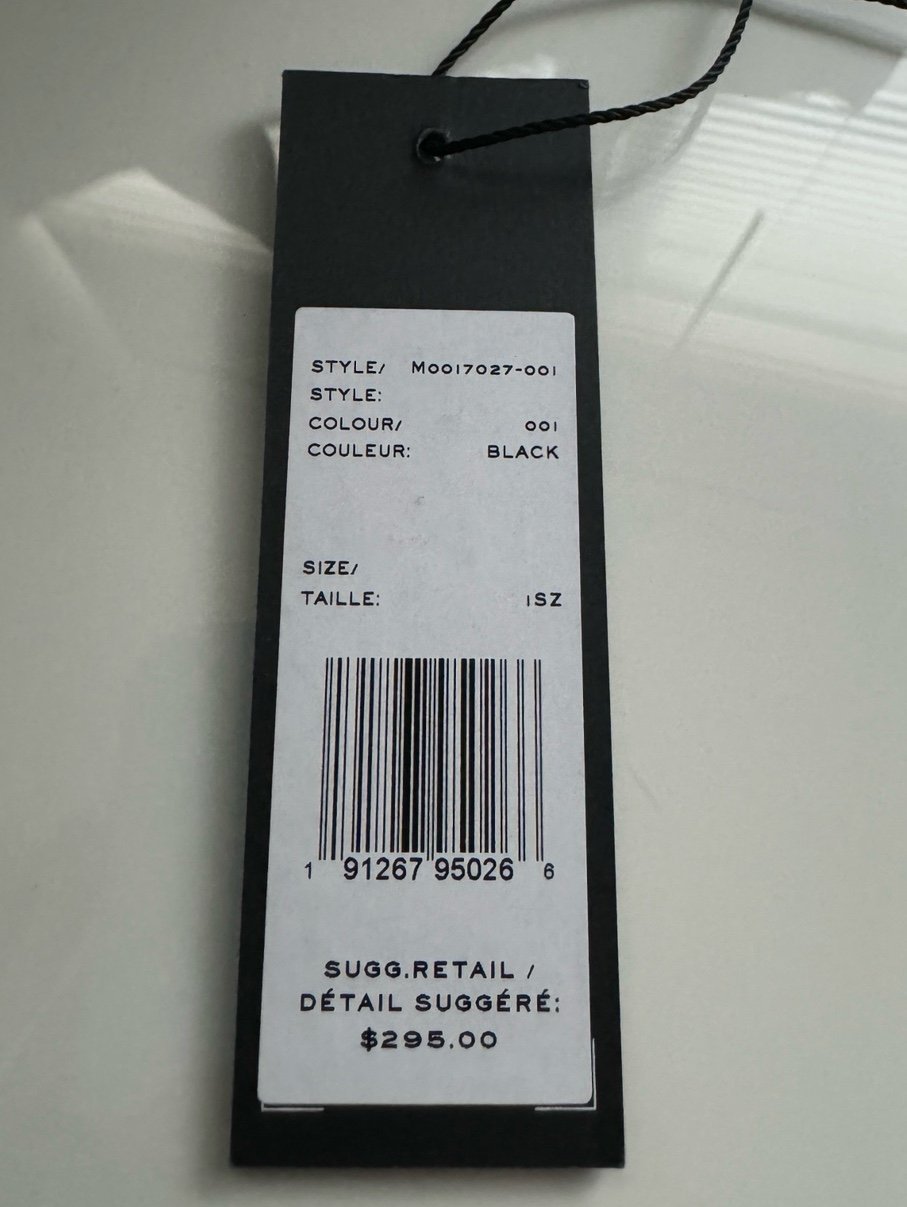 STYLE/ M0017027-001
STYLE:
COLOUR/ 001
COULEUR: BLACK
SIZE/
TAILLE: 1SZ
1 91267 95026 6
SUGG.RETAIL /
DÉTAIL SUGGÉRÉ:
$295.00